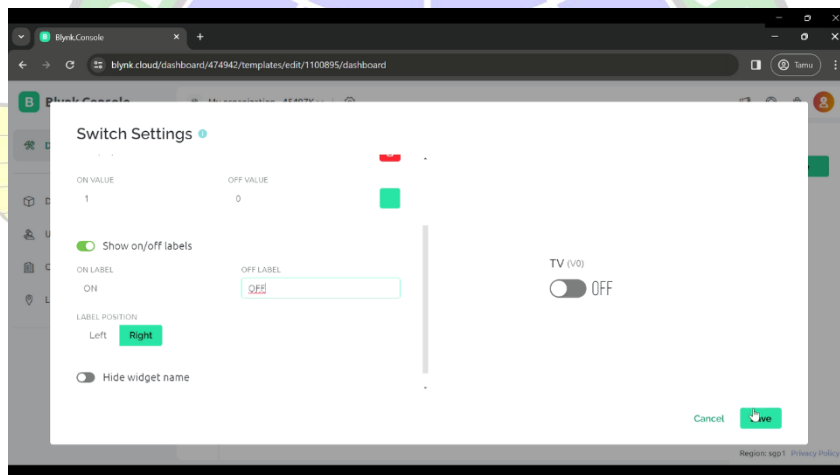 Blynk.Console
blynk.cloud/dashboard/474942/templates/edit/1100895/dashboard
Tamu
B
Switch Settings
ON VALUE OFF VALUE
1 0
Show on/off labels
ON LABEL OFF LABEL
ON OFF
LABEL POSITION
Left Right
Hide widget name
TV (V0)
OFF
Cancel
Region: sgp1 Privacy Policy